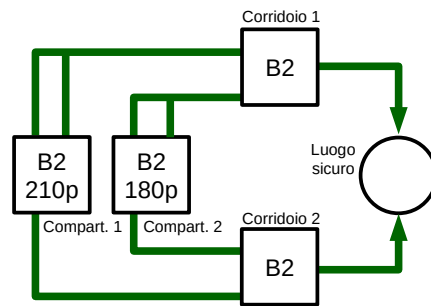 Corridoio 1
B2
B2
210p
B2
180p
Luogo
sicuro
Compart. 1
Compart. 2
Corridoio 2
B2